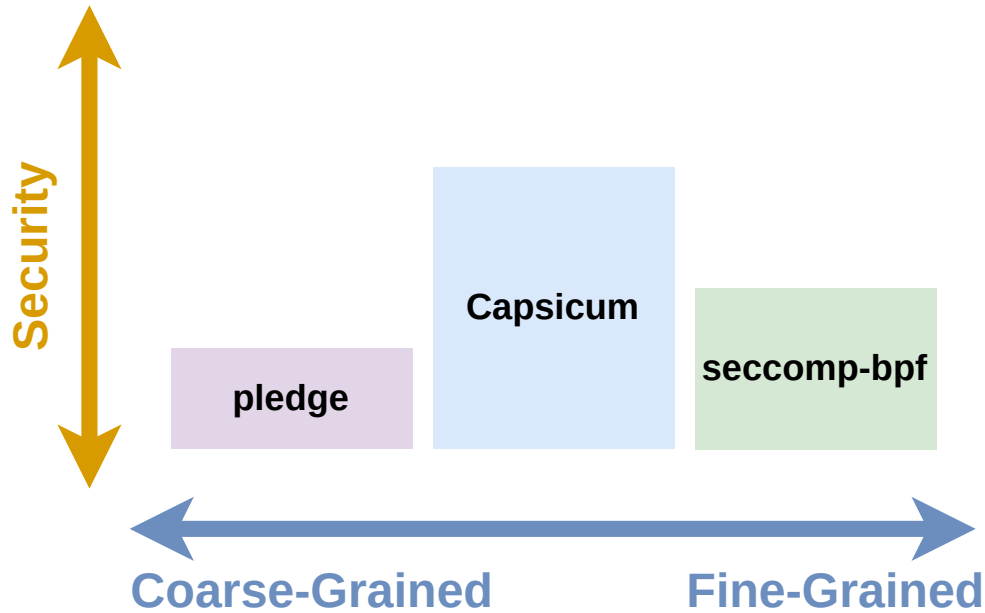 Security
Capsicum
seccomp-bpf
pledge
Coarse-Grained
Fine-Grained